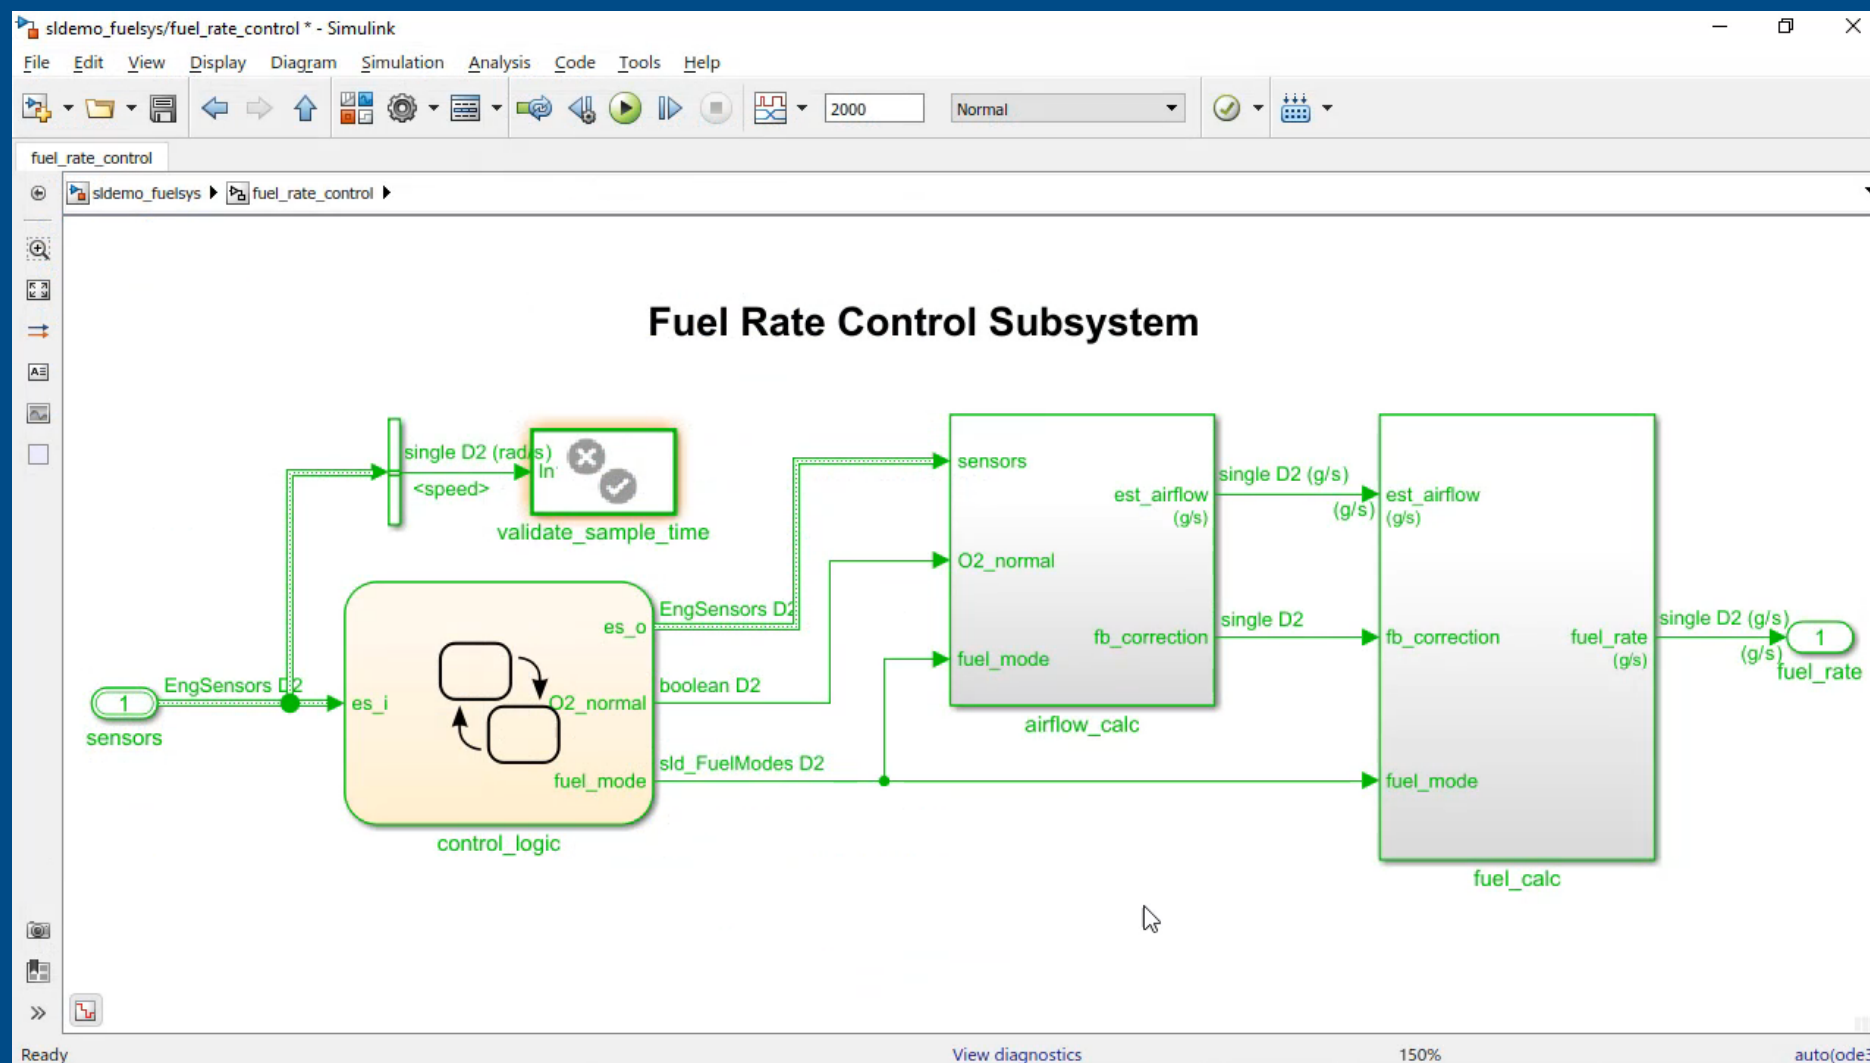 sldemo_fuelsys/fuel_rate_control * - Simulink
File Edit View Display Diagram Simulation Analysis Code Tools Help
2000 Normal
fuel_rate_control
sldemo_fuelsys fuel_rate_control
Fuel Rate Control Subsystem
single D2 (rad/s)
<speed>
In
validate_sample_time
sensors
est_airflow
(g/s)
O2_normal
fb_correction
fuel_mode
airflow_calc
single D2 (g/s)
(g/s)
single D2
est_airflow
(g/s)
fb_correction
fuel_rate
(g/s)
fuel_mode
fuel_calc
single D2 (g/s)
(g/s)
1
fuel_rate
EngSensors D2
1
sensors
es_i
es_o
O2_normal
fuel_mode
control_logic
EngSensors D2
boolean D2
sld_FuelModes D2
Ready View diagnostics 150% auto(ode3